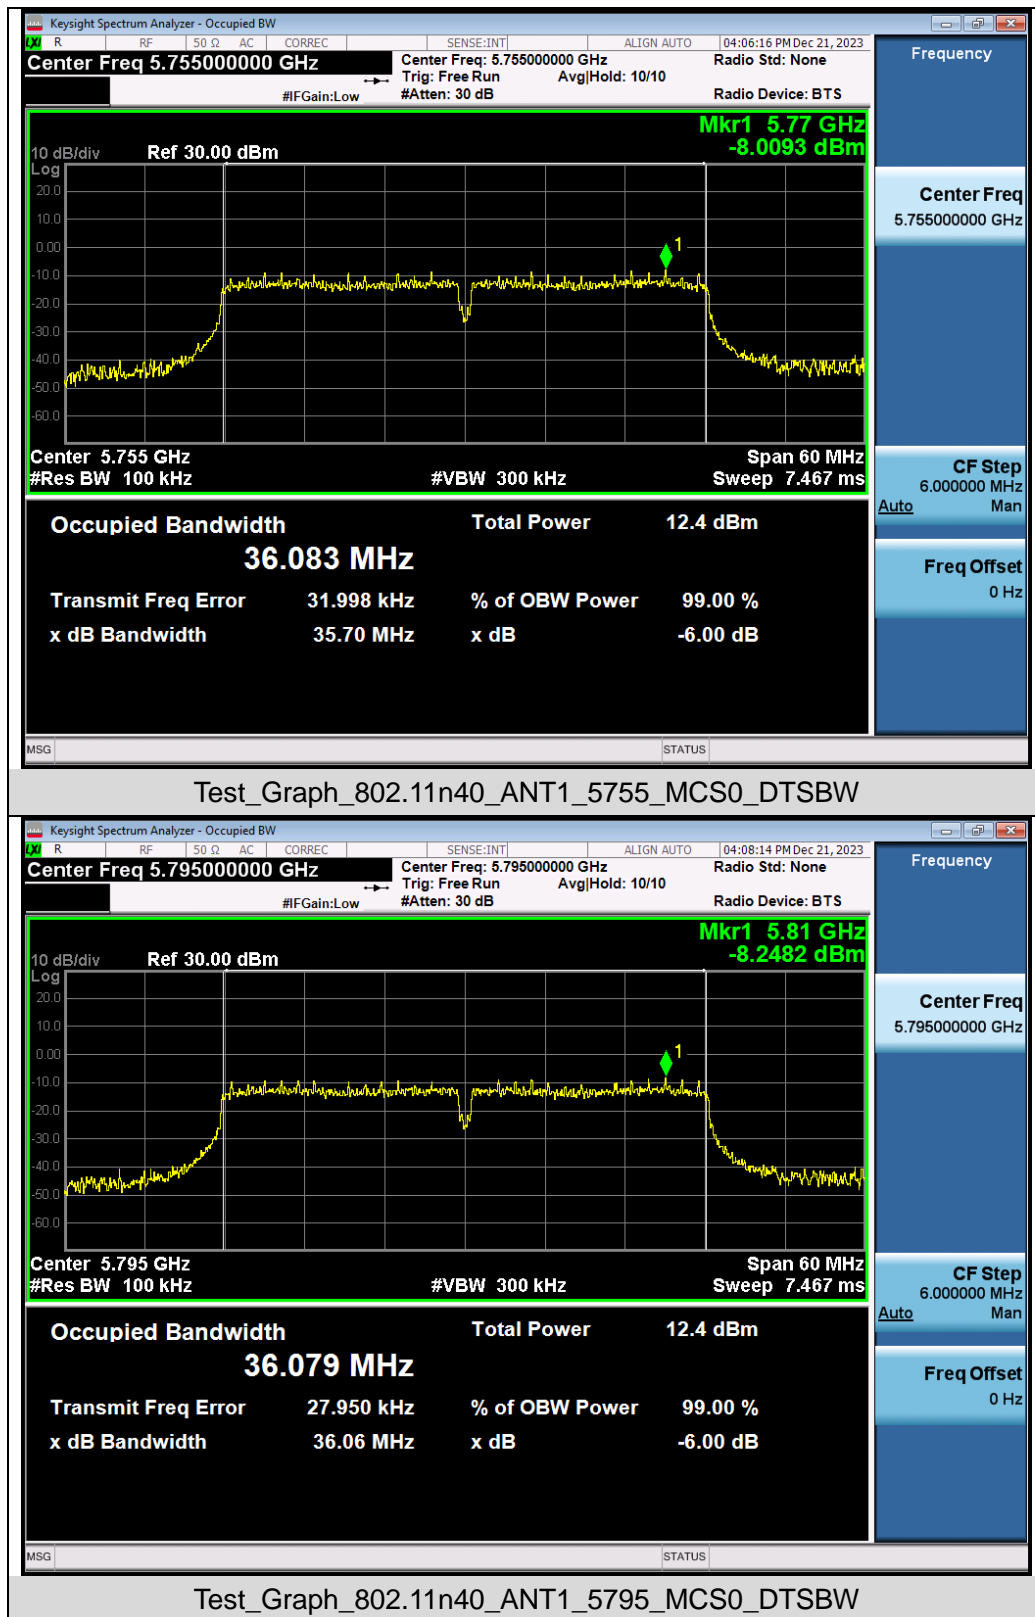 Keysight Spectrum Analyzer - Occupied BW
LXI R RF 50 Ω AC CORREC SENSE:INT ALIGN AUTO 04:06:16 PM Dec 21, 2023
Center Freq 5.755000000 GHz
Center Freq: 5.755000000 GHz Radio Std: None
Trig: Free Run Avg|Hold: 10/10
#IFGain:Low #Atten: 30 dB Radio Device: BTS
Frequency
Mkr1 5.77 GHz
-8.0093 dBm
10 dB/div Ref 30.00 dBm
Log
20.0
10.0
0.00
-10.0
-20.0
-30.0
-40.0
-50.0
-60.0
1
Center 5.755 GHz Span 60 MHz
#Res BW 100 kHz #VBW 300 kHz Sweep 7.467 ms
Center Freq
5.755000000 GHz
CF Step
6.000000 MHz
Auto Man
Freq Offset
0 Hz
Occupied Bandwidth Total Power 12.4 dBm
36.083 MHz
Transmit Freq Error 31.998 kHz % of OBW Power 99.00 %
x dB Bandwidth 35.70 MHz x dB -6.00 dB
MSG STATUS
Test_Graph_802.11n40_ANT1_5755_MCS0_DTSBW
Keysight Spectrum Analyzer - Occupied BW
LXI R RF 50 Ω AC CORREC SENSE:INT ALIGN AUTO 04:08:14 PM Dec 21, 2023
Center Freq 5.795000000 GHz
Center Freq: 5.795000000 GHz Radio Std: None
Trig: Free Run Avg|Hold: 10/10
#IFGain:Low #Atten: 30 dB Radio Device: BTS
Frequency
Mkr1 5.81 GHz
-8.2482 dBm
10 dB/div Ref 30.00 dBm
Log
20.0
10.0
0.00
-10.0
-20.0
-30.0
-40.0
-50.0
-60.0
1
Center 5.795 GHz Span 60 MHz
#Res BW 100 kHz #VBW 300 kHz Sweep 7.467 ms
Center Freq
5.795000000 GHz
CF Step
6.000000 MHz
Auto Man
Freq Offset
0 Hz
Occupied Bandwidth Total Power 12.4 dBm
36.079 MHz
Transmit Freq Error 27.950 kHz % of OBW Power 99.00 %
x dB Bandwidth 36.06 MHz x dB -6.00 dB
MSG STATUS
Test_Graph_802.11n40_ANT1_5795_MCS0_DTSBW